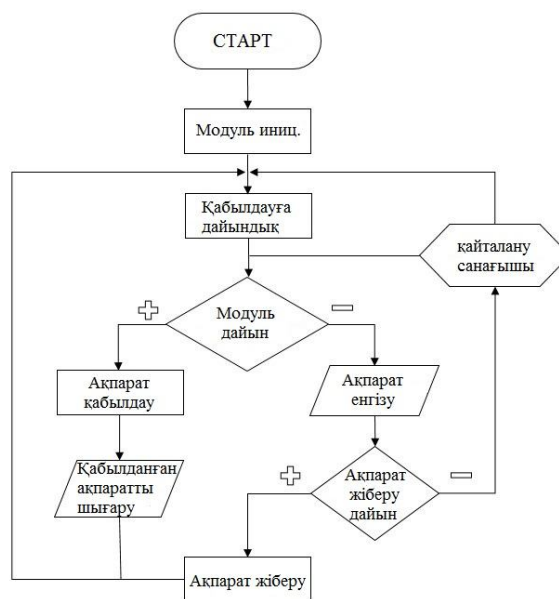 СТАРТ
Модуль иниц.
Қабылдауға
дайындық
қайталану
санағышы
Модуль
дайын
Ақпарат
қабылдау
Ақпарат
енгізу
Қабылданған
ақпаратты
шығару
Ақпарат
жіберу
дайын
Ақпарат жіберу